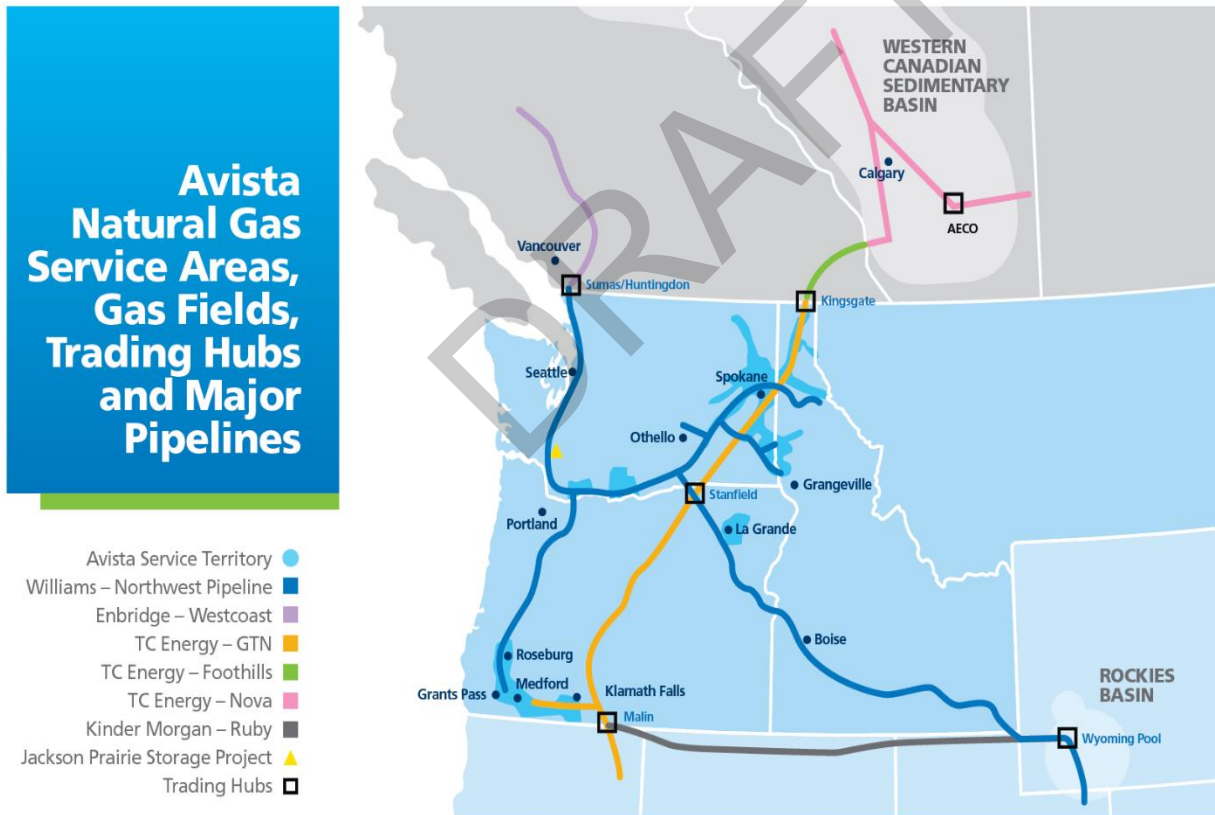 Avista
Natural Gas
Service Areas,
Gas Fields,
Trading Hubs
and Major
Pipelines
Avista Service Territory
Williams – Northwest Pipeline
Enbridge – Westcoast
TC Energy – GTN
TC Energy – Foothills
TC Energy – Nova
Kinder Morgan – Ruby
Jackson Prairie Storage Project
Trading Hubs
DRAFT
WESTERN
CANADIAN
SEDIMENTARY
BASIN
Calgary
AECO
Vancouver
Sumas/Huntingdon
Kingsgate
Seattle
Spokane
Othello
Grangeville
Stanfield
Portland
La Grande
Boise
Roseburg
Medford
Grants Pass
Klamath Falls
Malin
ROCKIES
BASIN
Wyoming Pool